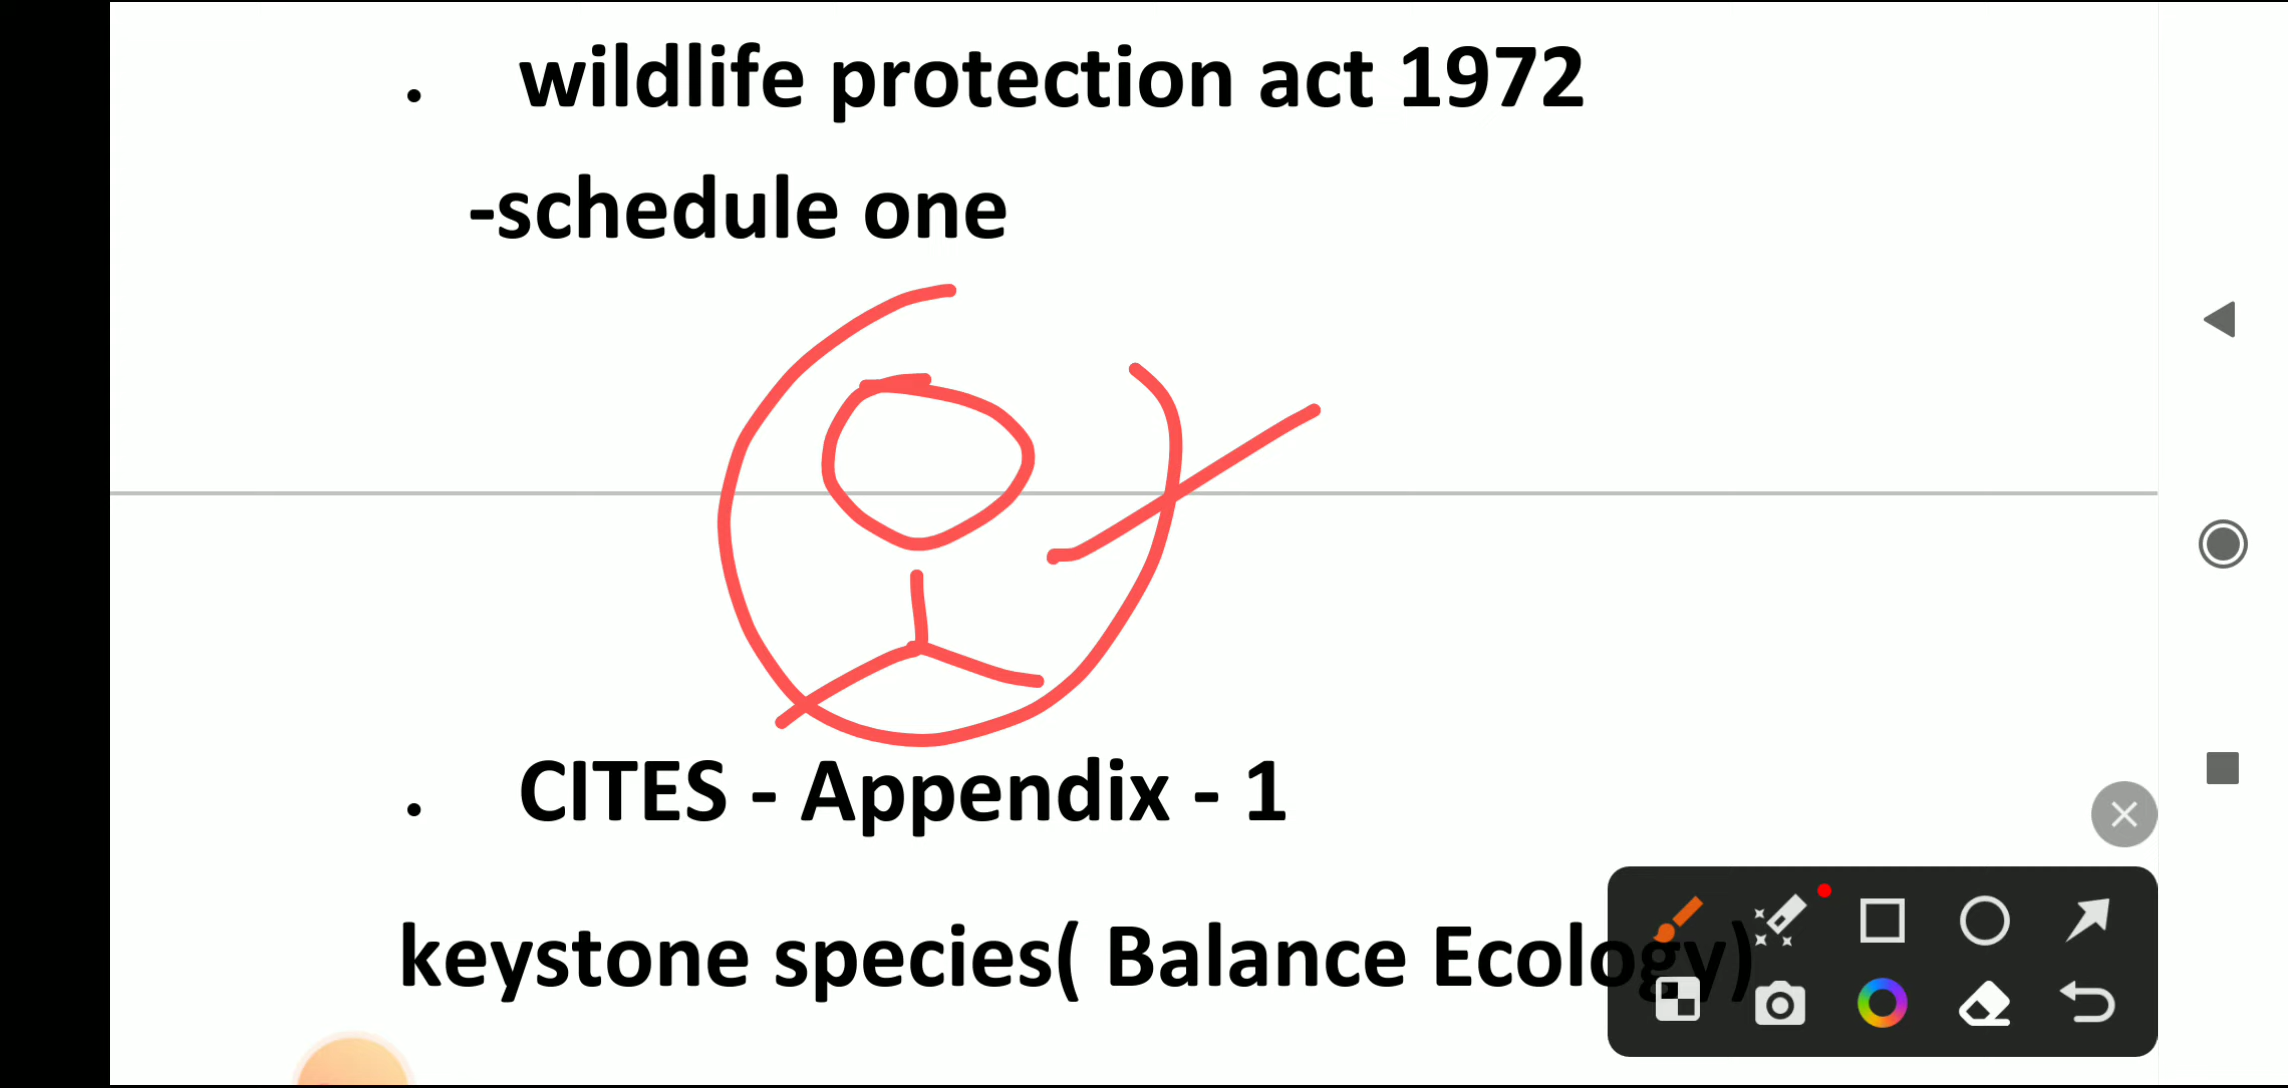 . wildlife protection act 1972
-schedule one
. CITES - Appendix - 1
keystone species( Balance Ecology)